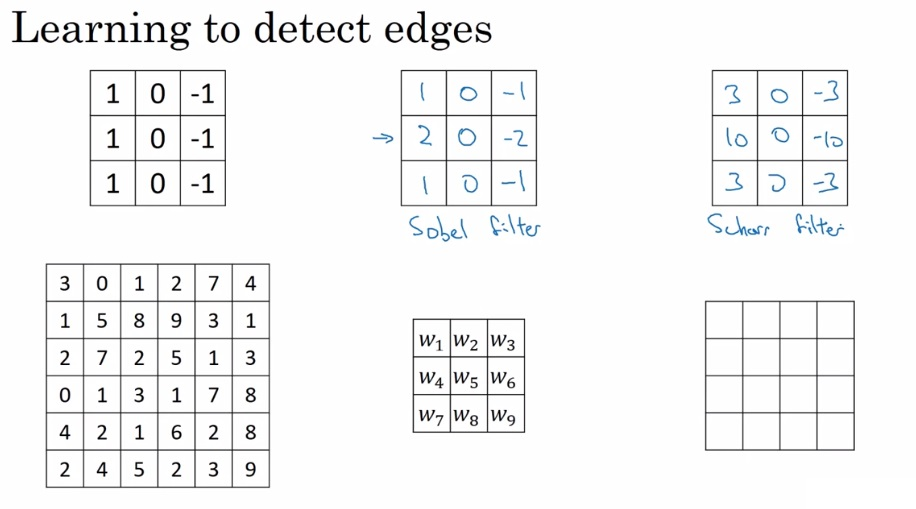 Learning to detect edges
1 0 -1
1 0 -1
1 0 -1
1 0 -1
→ 2 0 -2
1 0 -1
Sobel filter
3 0 -3
10 0 -10
3 0 -3
Scharr filter
3 0 1 2 7 4
1 5 8 9 3 1
2 7 2 5 1 3
0 1 3 1 7 8
4 2 1 6 2 8
2 4 5 2 3 9
w₁ w₂ w₃
w₄ w₅ w₆
w₇ w₈ w₉